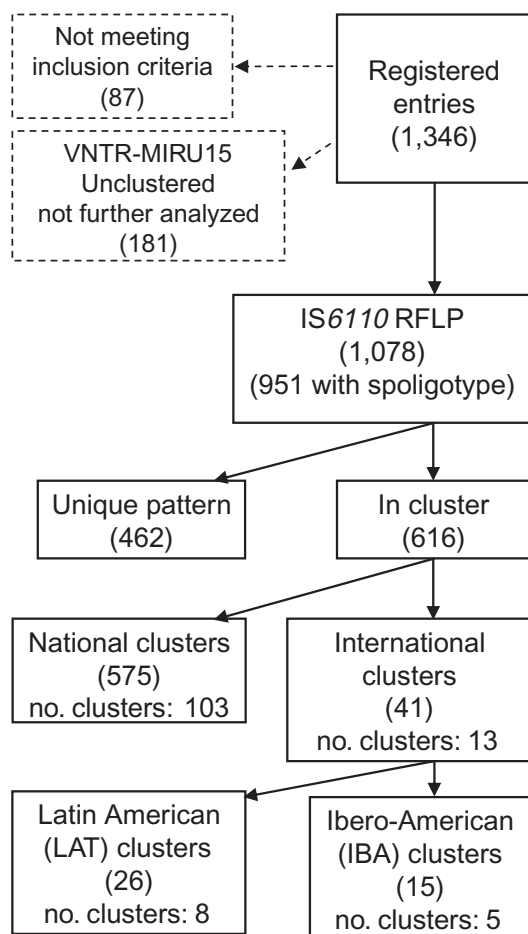 Not meeting
inclusion criteria
(87)
Registered
entries
(1,346)
VNTR-MIRU15
Unclustered
not further analyzed
(181)
IS6110 RFLP
(1,078)
(951 with spoligotype)
Unique pattern
(462)
In cluster
(616)
National clusters
(575)
no. clusters: 103
International
clusters
(41)
no. clusters: 13
Latin American
(LAT) clusters
(26)
no. clusters: 8
Ibero-American
(IBA) clusters
(15)
no. clusters: 5